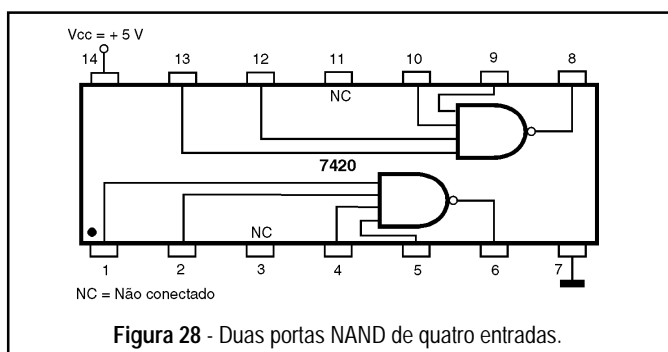 Vcc = + 5 V
14 13 12 11 10 9 8
NC
7420
NC
1 2 3 4 5 6 7
NC = Não conectado
Figura 28 - Duas portas NAND de quatro entradas.